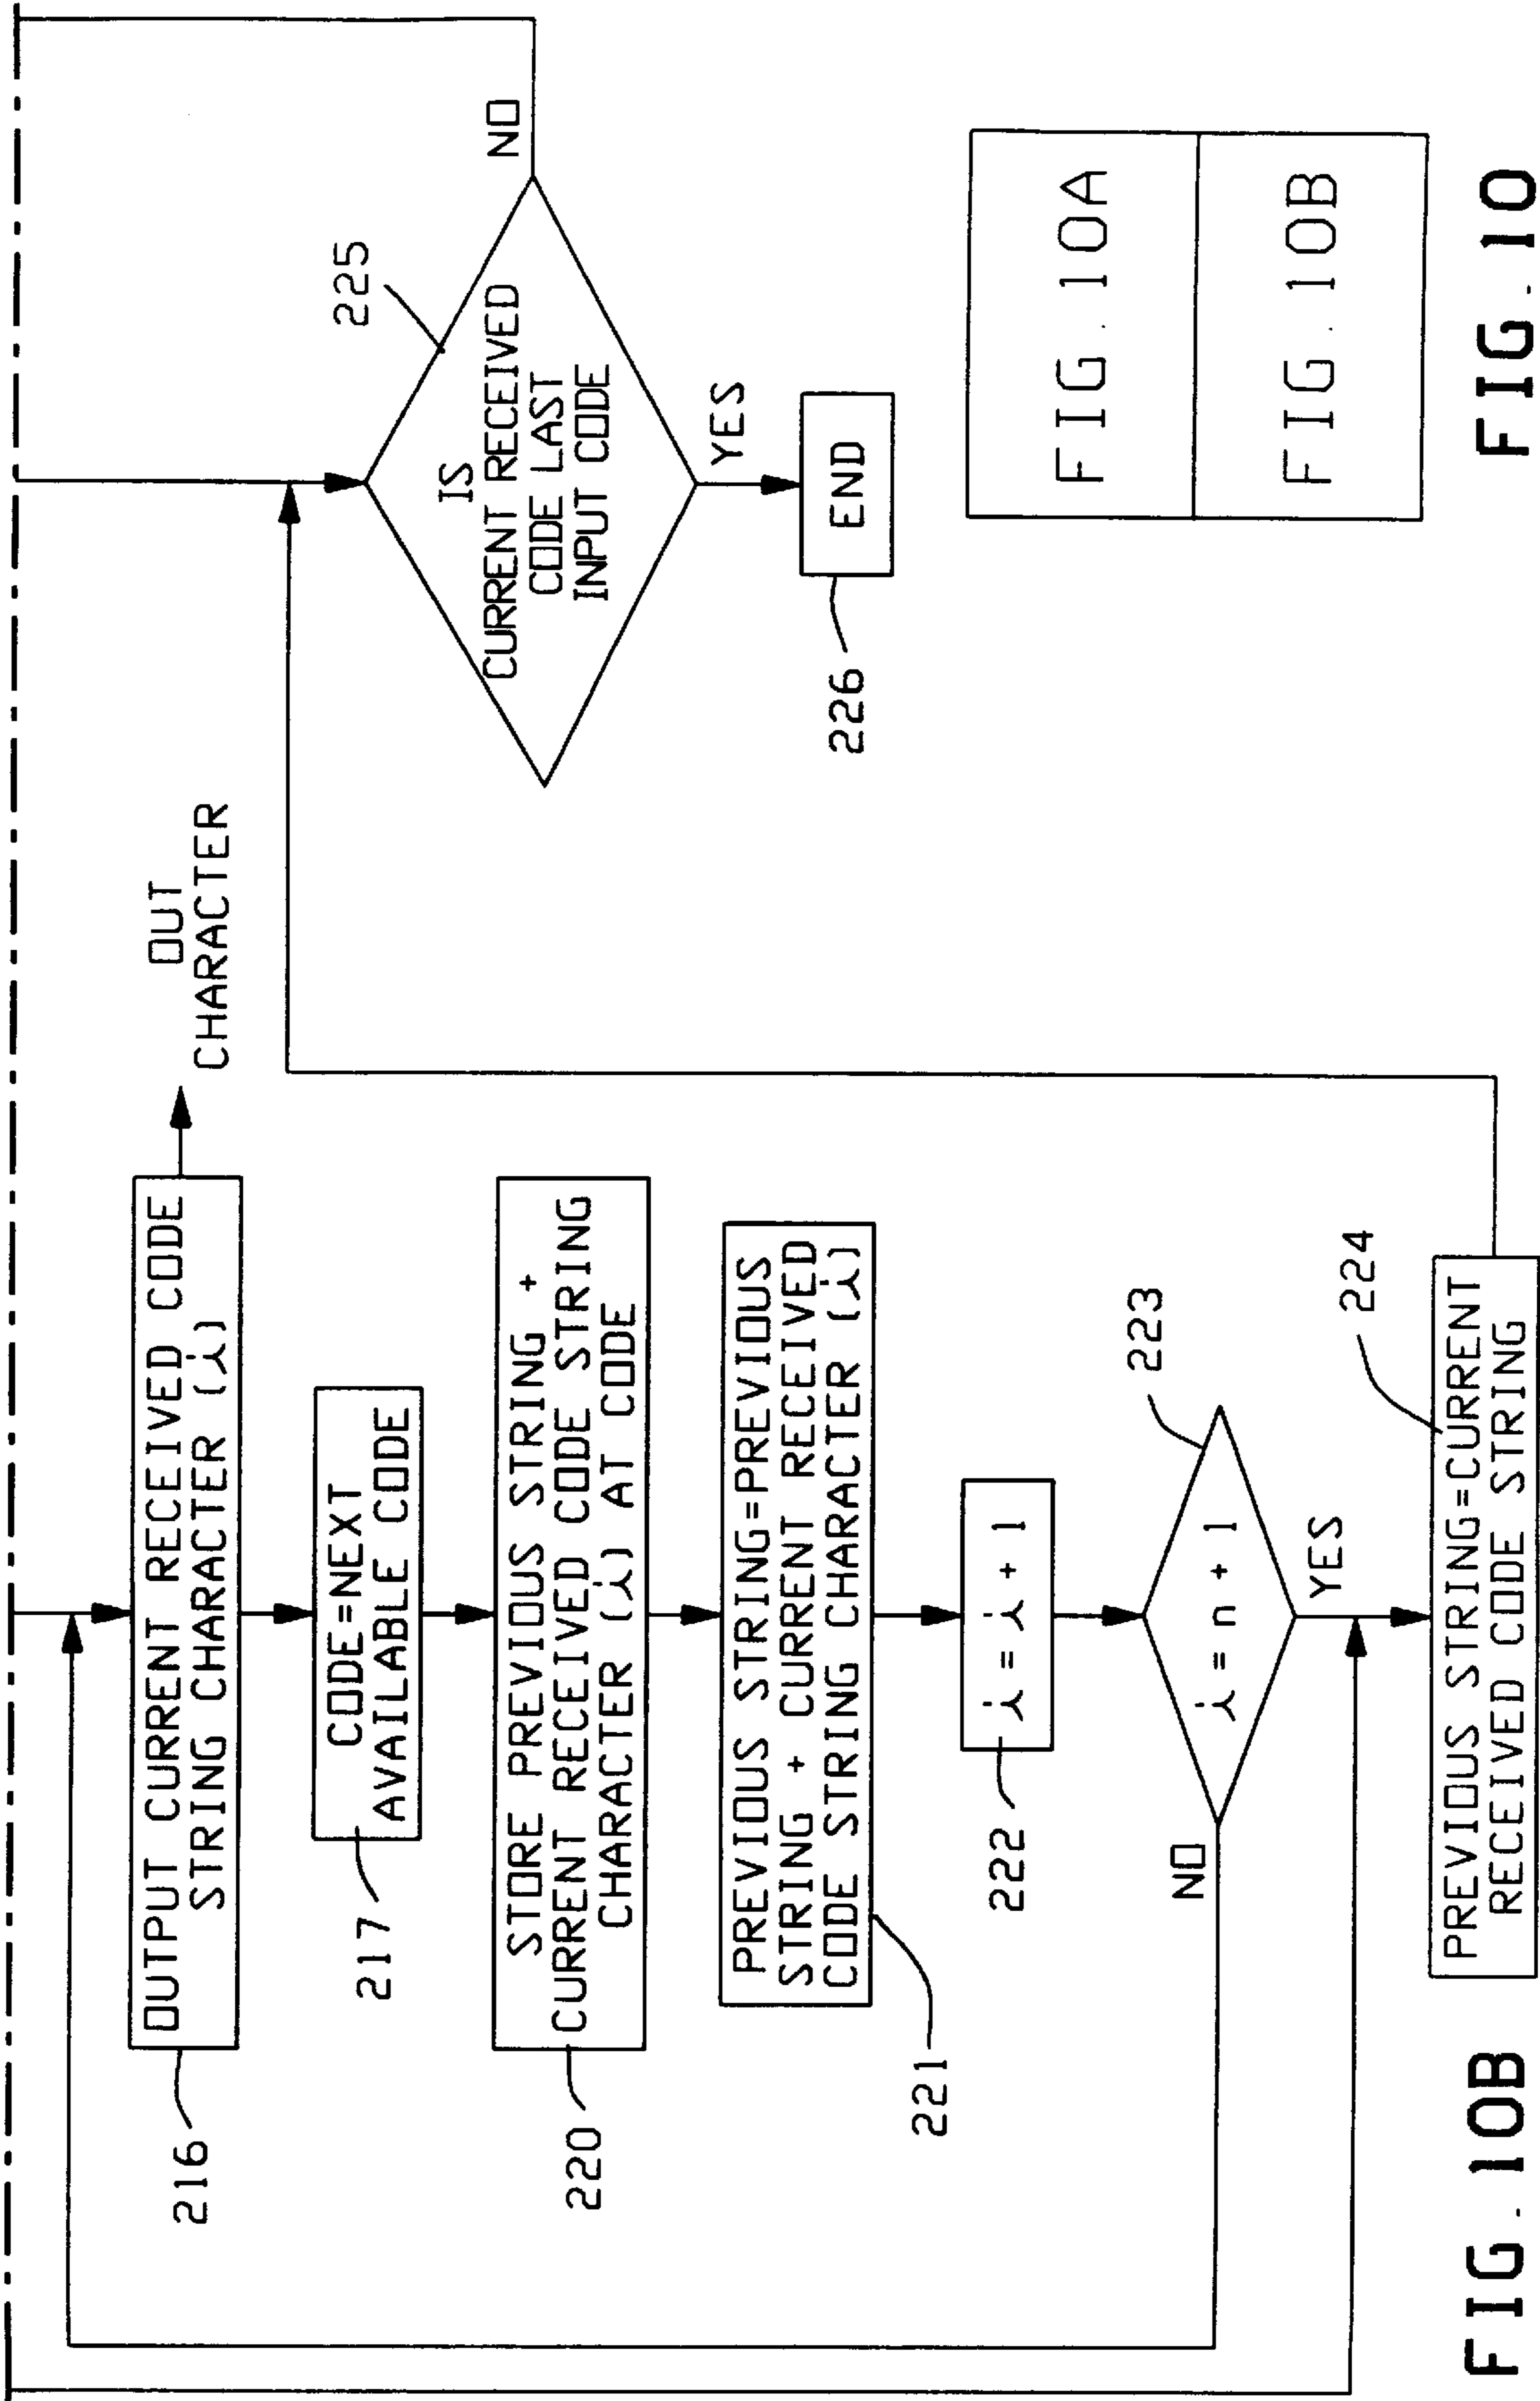 OUTPUT CURRENT RECEIVED CODE
STRING CHARACTER (i)
216
OUT
CHARACTER
CODE=NEXT
AVAILABLE CODE
217
STORE PREVIOUS STRING +
CURRENT RECEIVED CODE STRING
CHARACTER (i) AT CODE
220
PREVIOUS STRING=PREVIOUS
STRING + CURRENT RECEIVED
CODE STRING CHARACTER (i)
221
i = i + 1
222
i = n + 1
223
NO
YES
PREVIOUS STRING=CURRENT
RECEIVED CODE STRING
224
IS
CURRENT RECEIVED
CODE LAST
INPUT CODE
225
NO
YES
END
226
FIG. 10A
FIG. 10B
FIG. 10
FIG. 10B